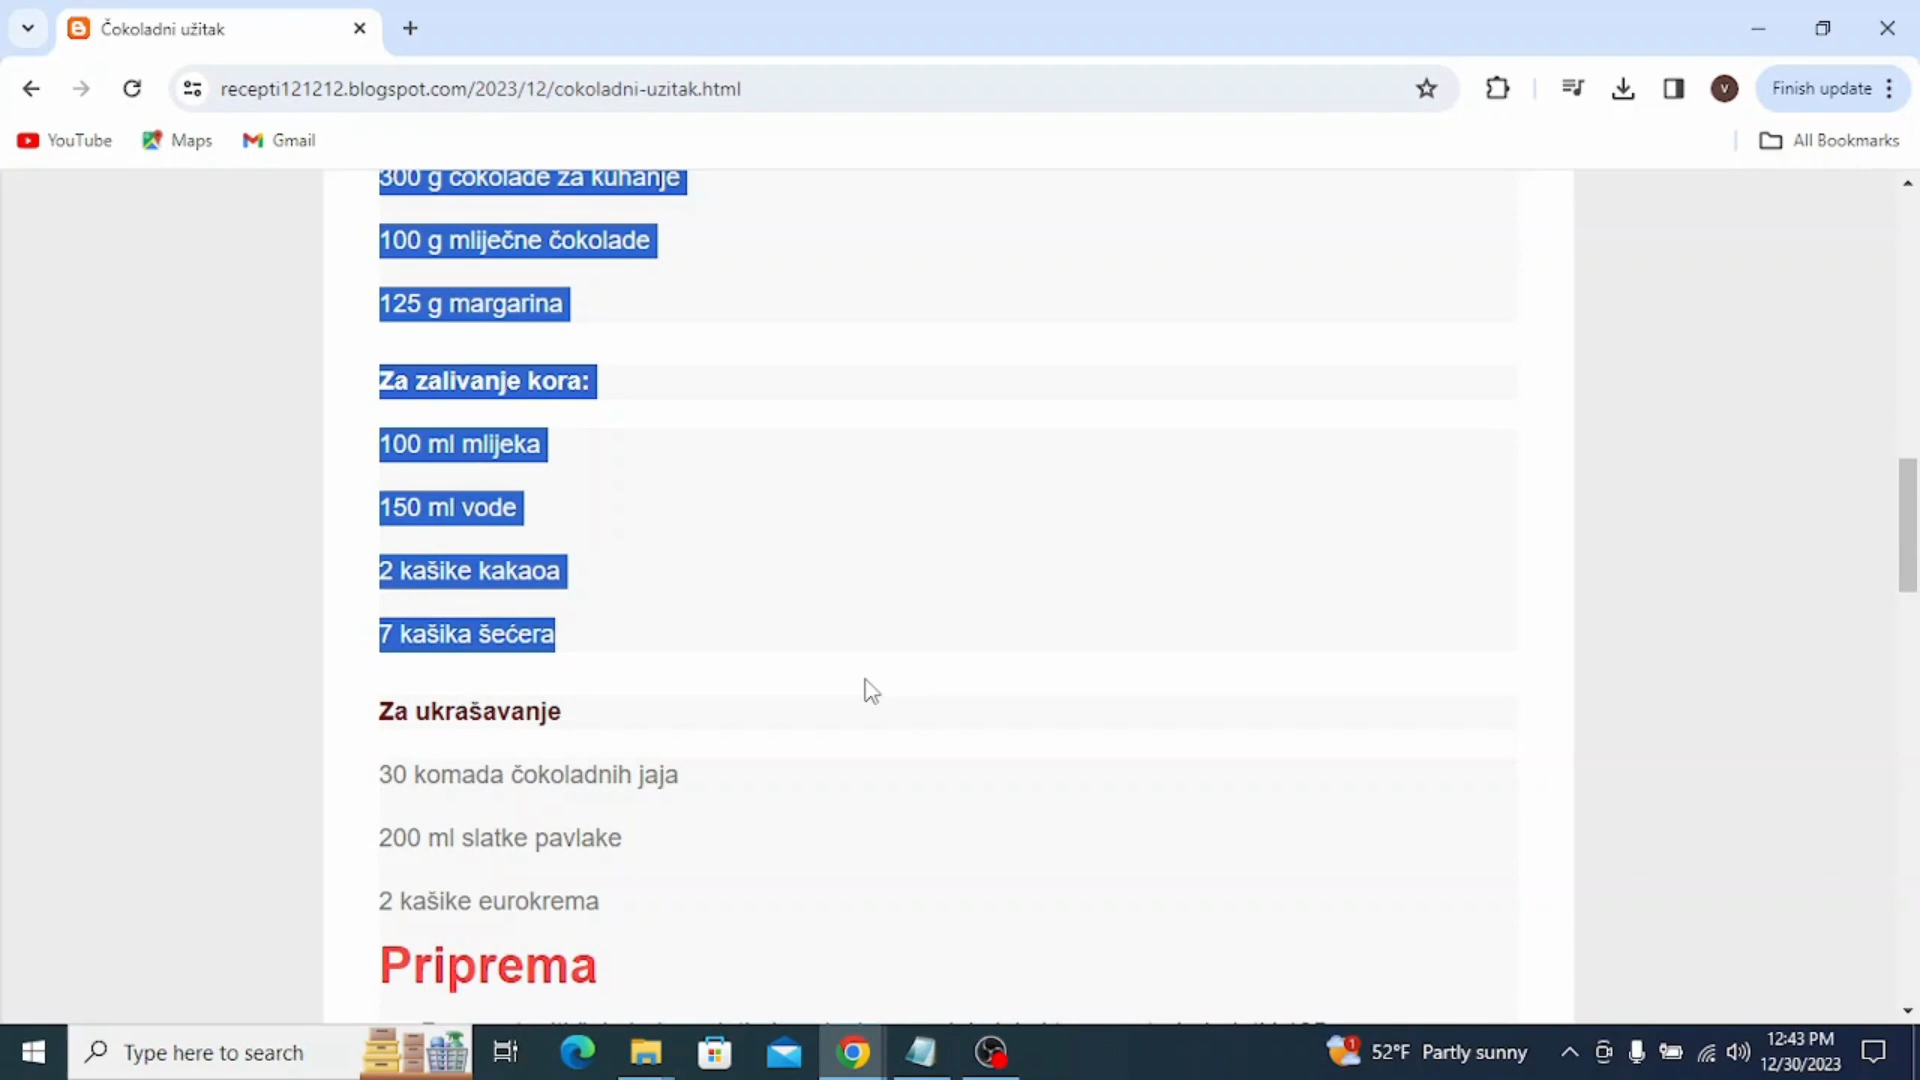 Čokoladni užitak
recepti121212.blogspot.com/2023/12/cokoladni-uzitak.html
V
Finish update
YouTube
Maps
Gmail
All Bookmarks
300 g čokolade za kuhanje
100 g mliječne čokolade
125 g margarina
Za zalivanje kora:
100 ml mlijeka
150 ml vode
2 kašike kakaoa
7 kašika šećera
Za ukrašavanje
30 komada čokoladnih jaja
200 ml slatke pavlake
2 kašike eurokrema
Priprema
Type here to search
1
52°F Partly sunny
12:43 PM
12/30/2023